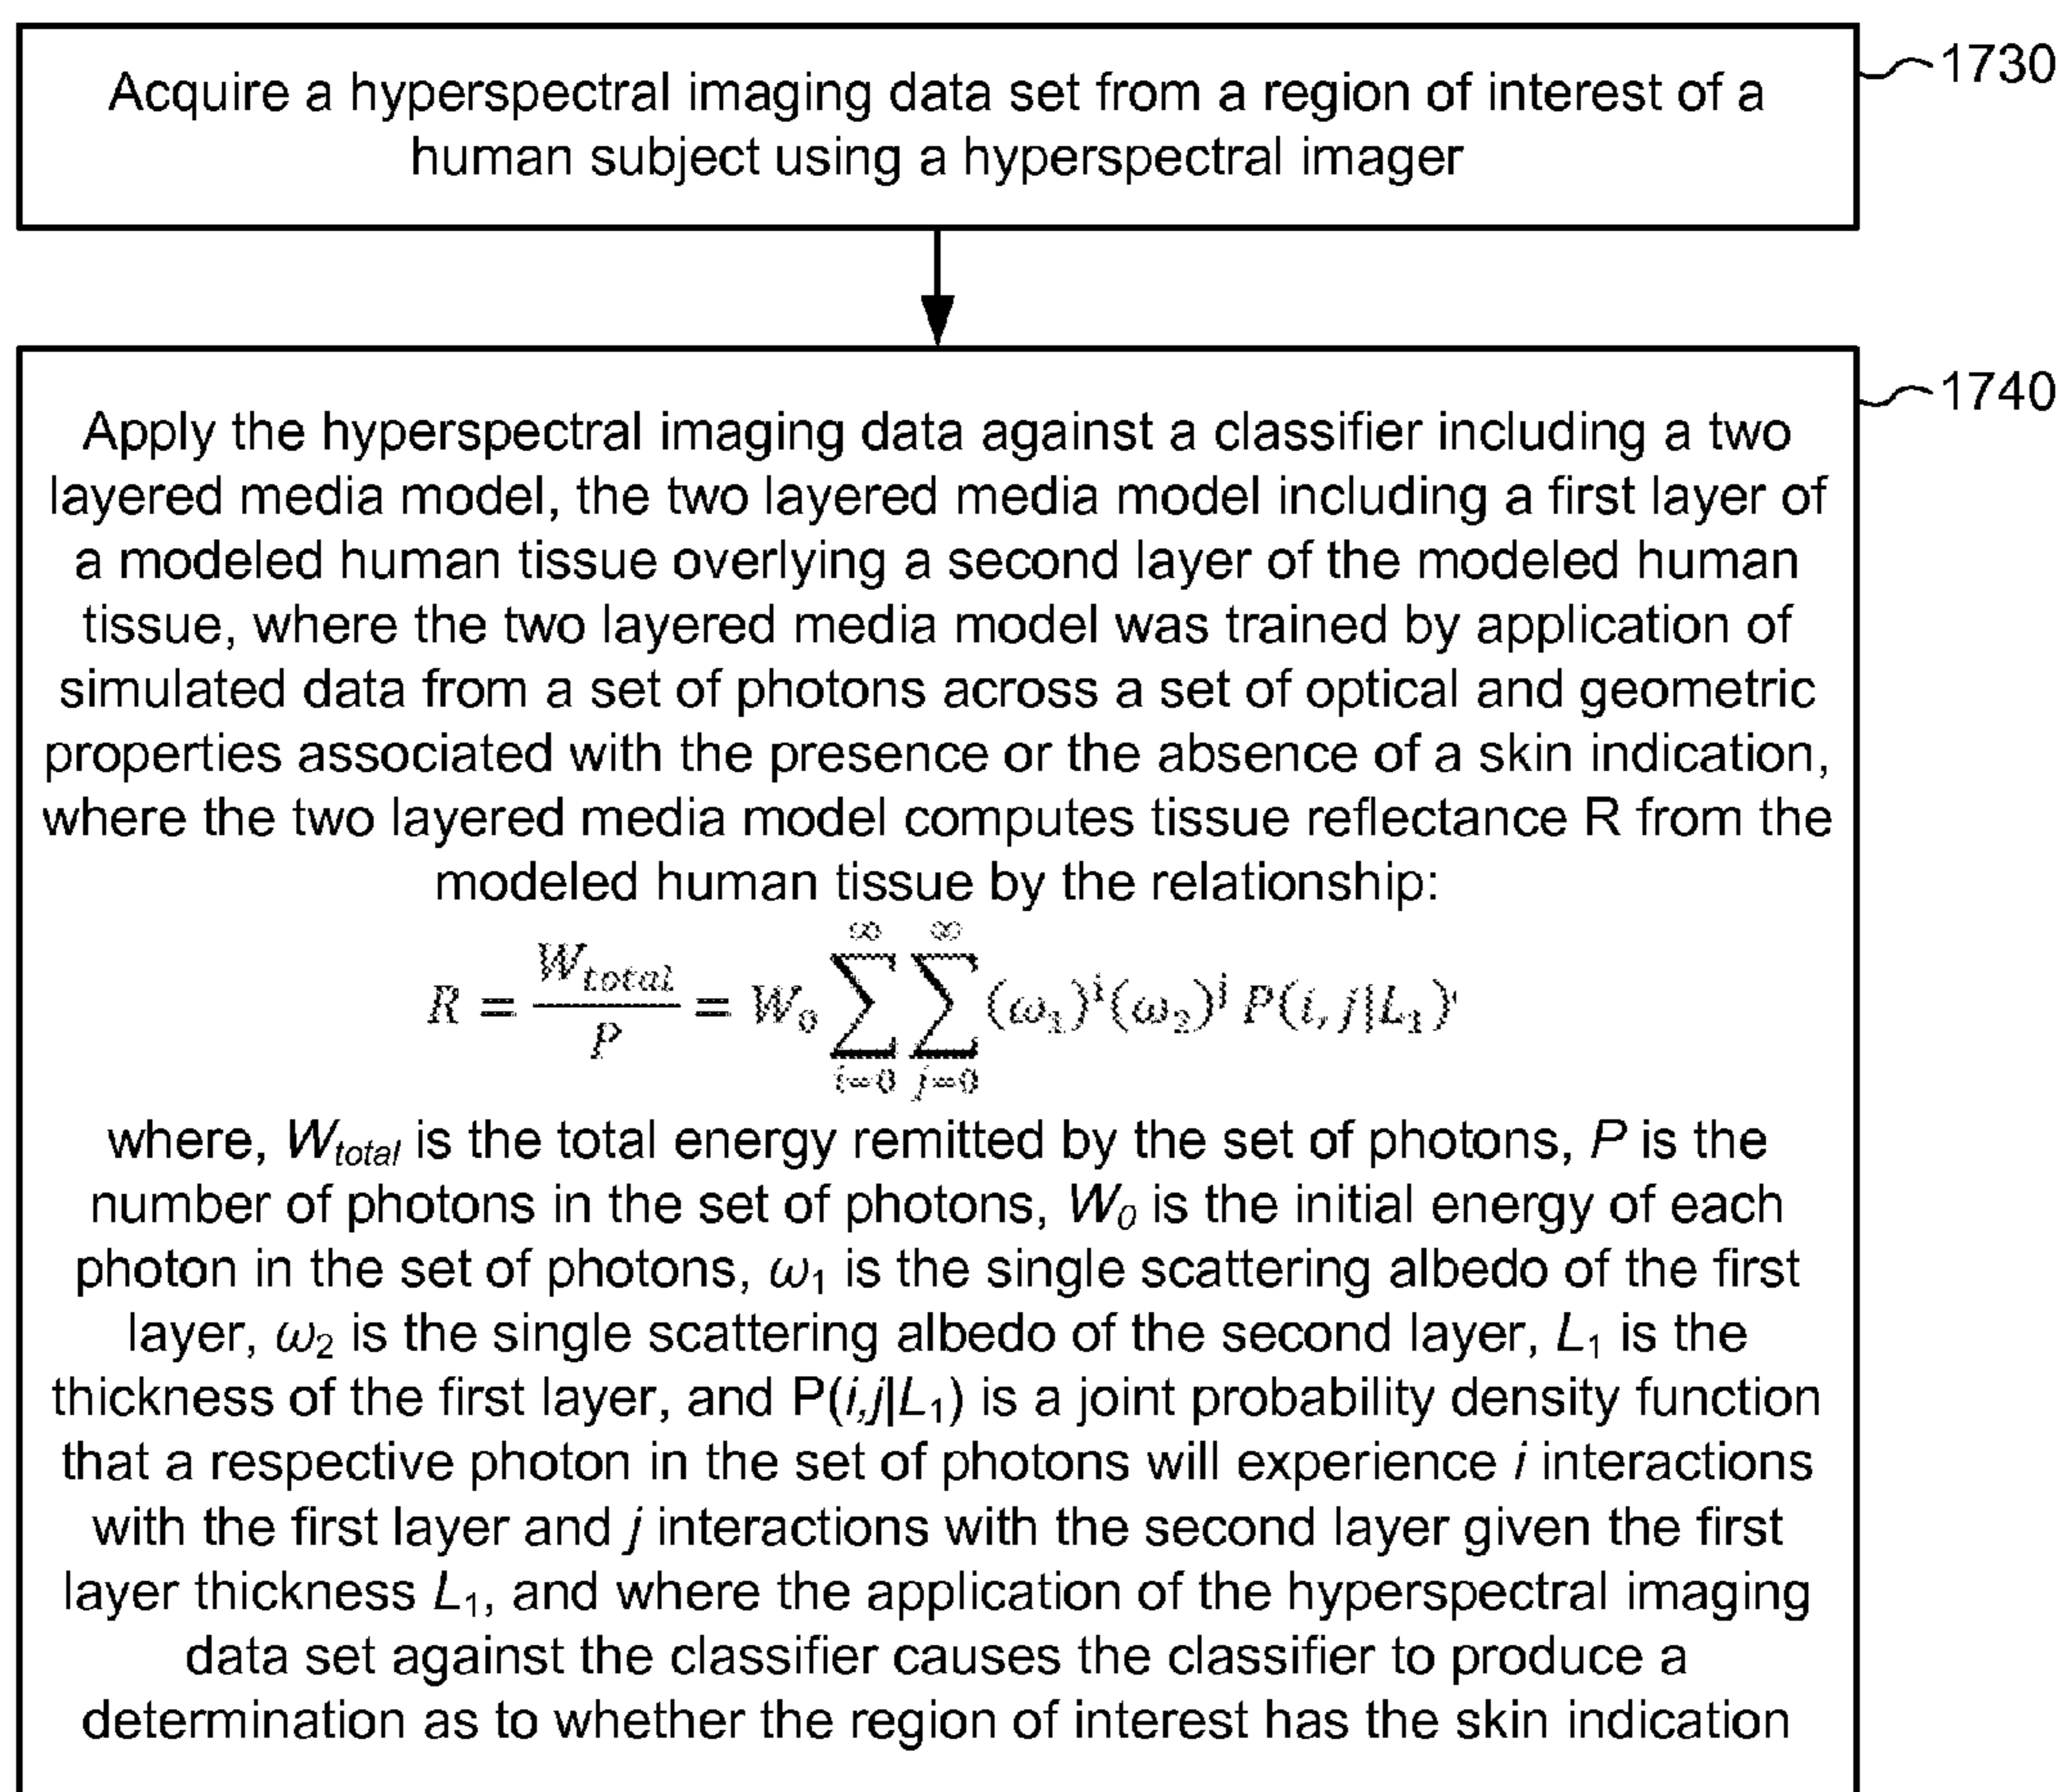 Acquire a hyperspectral imaging data set from a region of interest of a
human subject using a hyperspectral imager
1730
1740
Apply the hyperspectral imaging data against a classifier including a two
layered media model, the two layered media model including a first layer of
a modeled human tissue overlying a second layer of the modeled human
tissue, where the two layered media model was trained by application of
simulated data from a set of photons across a set of optical and geometric
properties associated with the presence or the absence of a skin indication,
where the two layered media model computes tissue reflectance R from the
modeled human tissue by the relationship:
R = W_total / P = W_0 ∑_{i=0}^{∞} ∑_{j=0}^{∞} (ω_1)^i (ω_2)^j P(i, j|L_1)'
where, W_total is the total energy remitted by the set of photons, P is the
number of photons in the set of photons, W_0 is the initial energy of each
photon in the set of photons, ω_1 is the single scattering albedo of the first
layer, ω_2 is the single scattering albedo of the second layer, L_1 is the
thickness of the first layer, and P(i,j|L_1) is a joint probability density function
that a respective photon in the set of photons will experience i interactions
with the first layer and j interactions with the second layer given the first
layer thickness L_1, and where the application of the hyperspectral imaging
data set against the classifier causes the classifier to produce a
determination as to whether the region of interest has the skin indication